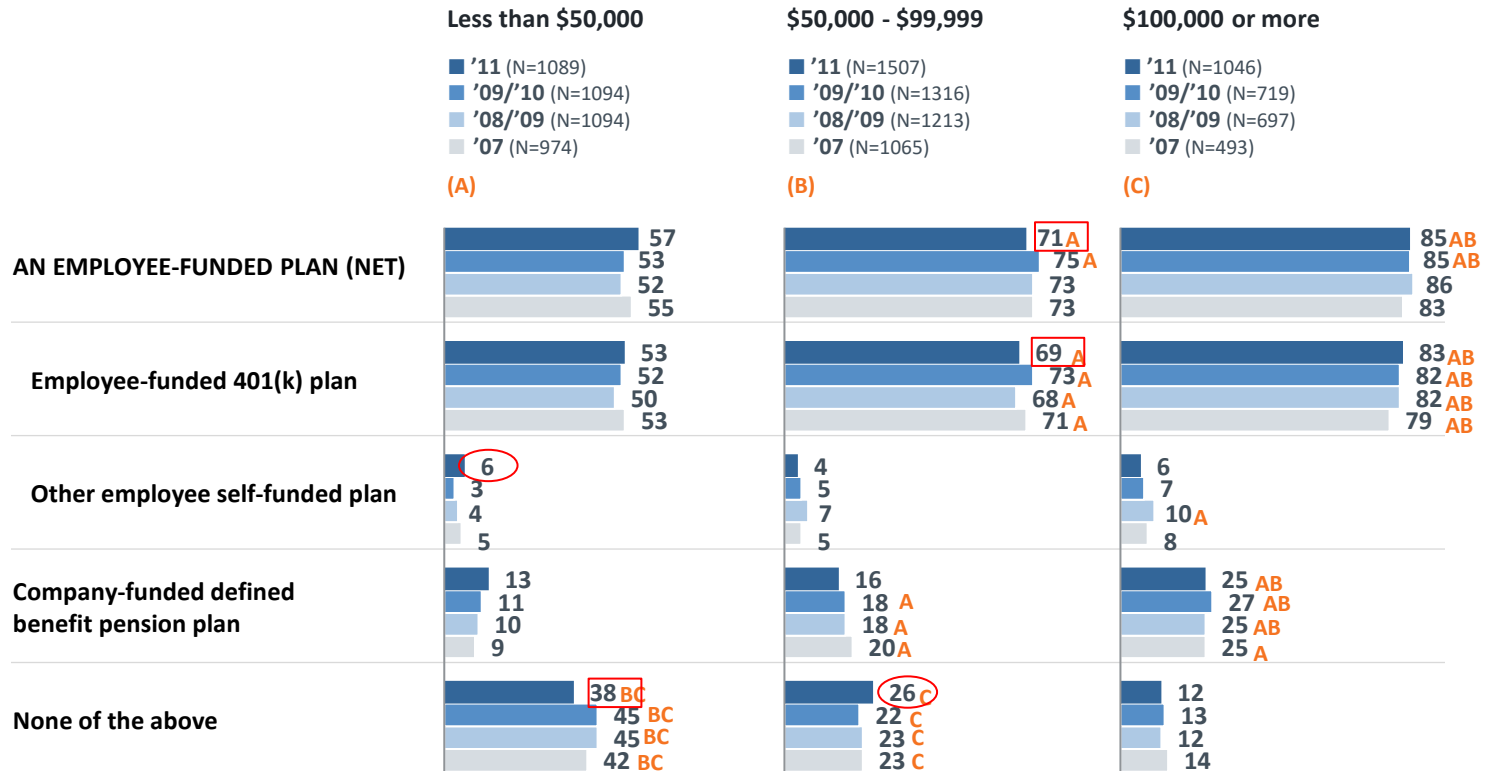 Less than $50,000 $50,000 - $99,999 $100,000 or more
’11 (N=1089) ’11 (N=1507) ’11 (N=1046)
’09/’10 (N=1094) ’09/’10 (N=1316) ’09/’10 (N=719)
’08/’09 (N=1094) ’08/’09 (N=1213) ’08/’09 (N=697)
’07 (N=974) ’07 (N=1065) ’07 (N=493)
(A) (B) (C)
AN EMPLOYEE-FUNDED PLAN (NET)
57 71 A 85 AB
53 75 A 85 AB
52 73 86
55 73 83
Employee-funded 401(k) plan
53 69 A 83 AB
52 73 A 82 AB
50 68 A 82 AB
53 71 A 79 AB
Other employee self-funded plan
6 4 6
3 5 7
4 7 10 A
5 5 8
Company-funded defined
benefit pension plan
13 16 25 AB
11 18 A 27 AB
10 18 A 25 AB
9 20 A 25 A
None of the above
38 BC 26 C 12
45 BC 22 C 13
45 BC 23 C 12
42 BC 23 C 14